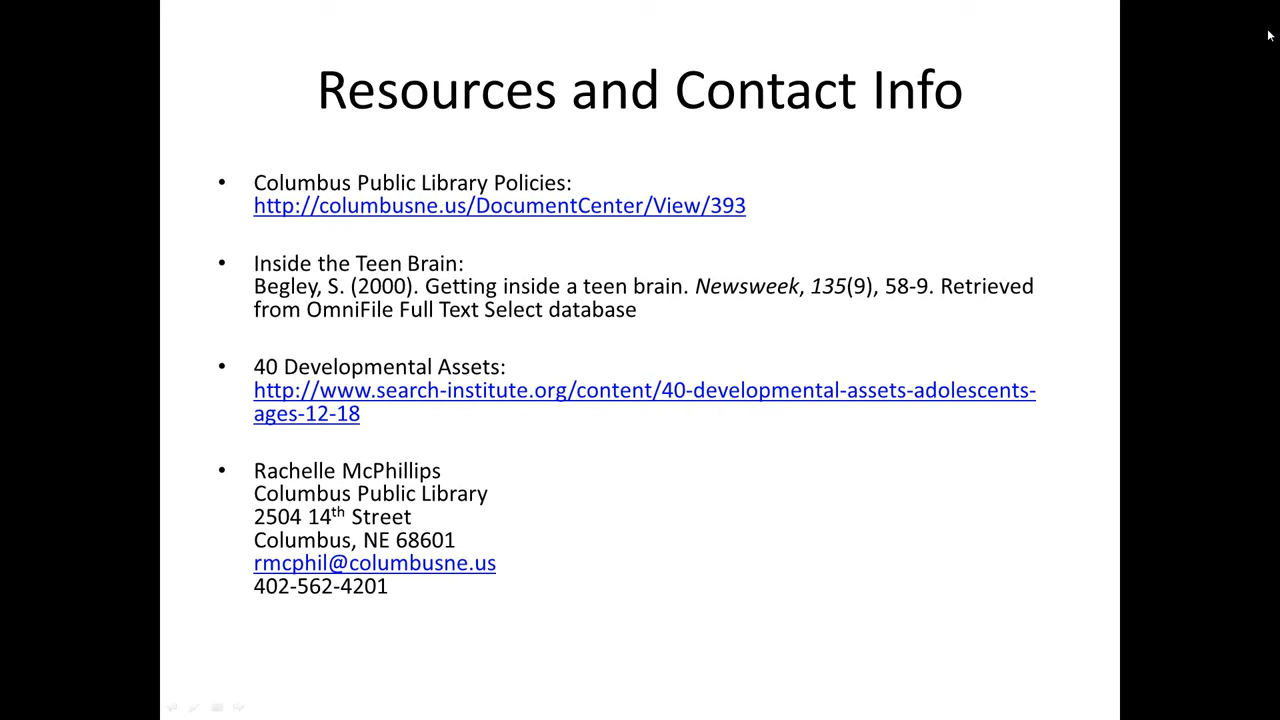 Resources and Contact Info
• Columbus Public Library Policies:
http://columbusne.us/DocumentCenter/View/393
• Inside the Teen Brain:
Begley, S. (2000). Getting inside a teen brain. Newsweek, 135(9), 58-9. Retrieved
from OmniFile Full Text Select database
• 40 Developmental Assets:
http://www.search-institute.org/content/40-developmental-assets-adolescents-
ages-12-18
• Rachelle McPhillips
Columbus Public Library
2504 14th Street
Columbus, NE 68601
rmcphil@columbusne.us
402-562-4201